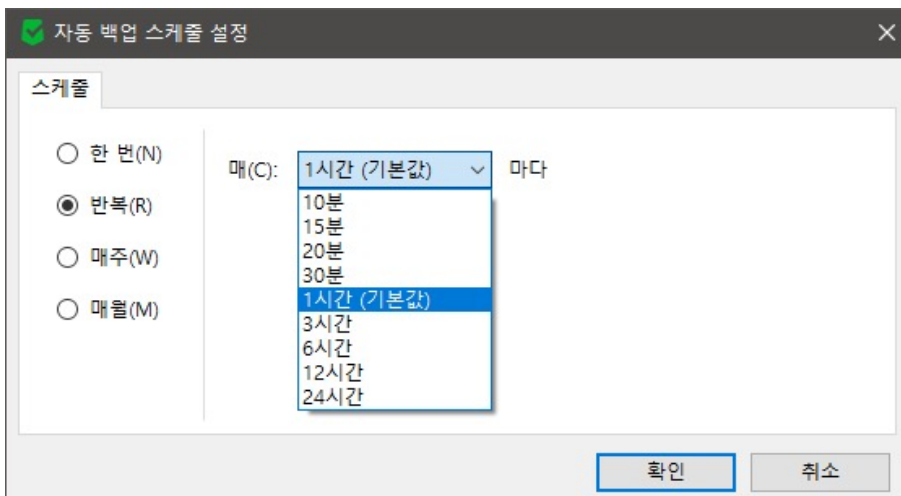 자동 백업 스케줄 설정
스케줄
한 번(N)
반복(R)
매주(W)
매월(M)
매(C): 1시간 (기본값) 마다
10분
15분
20분
30분
1시간 (기본값)
3시간
6시간
12시간
24시간
확인 취소